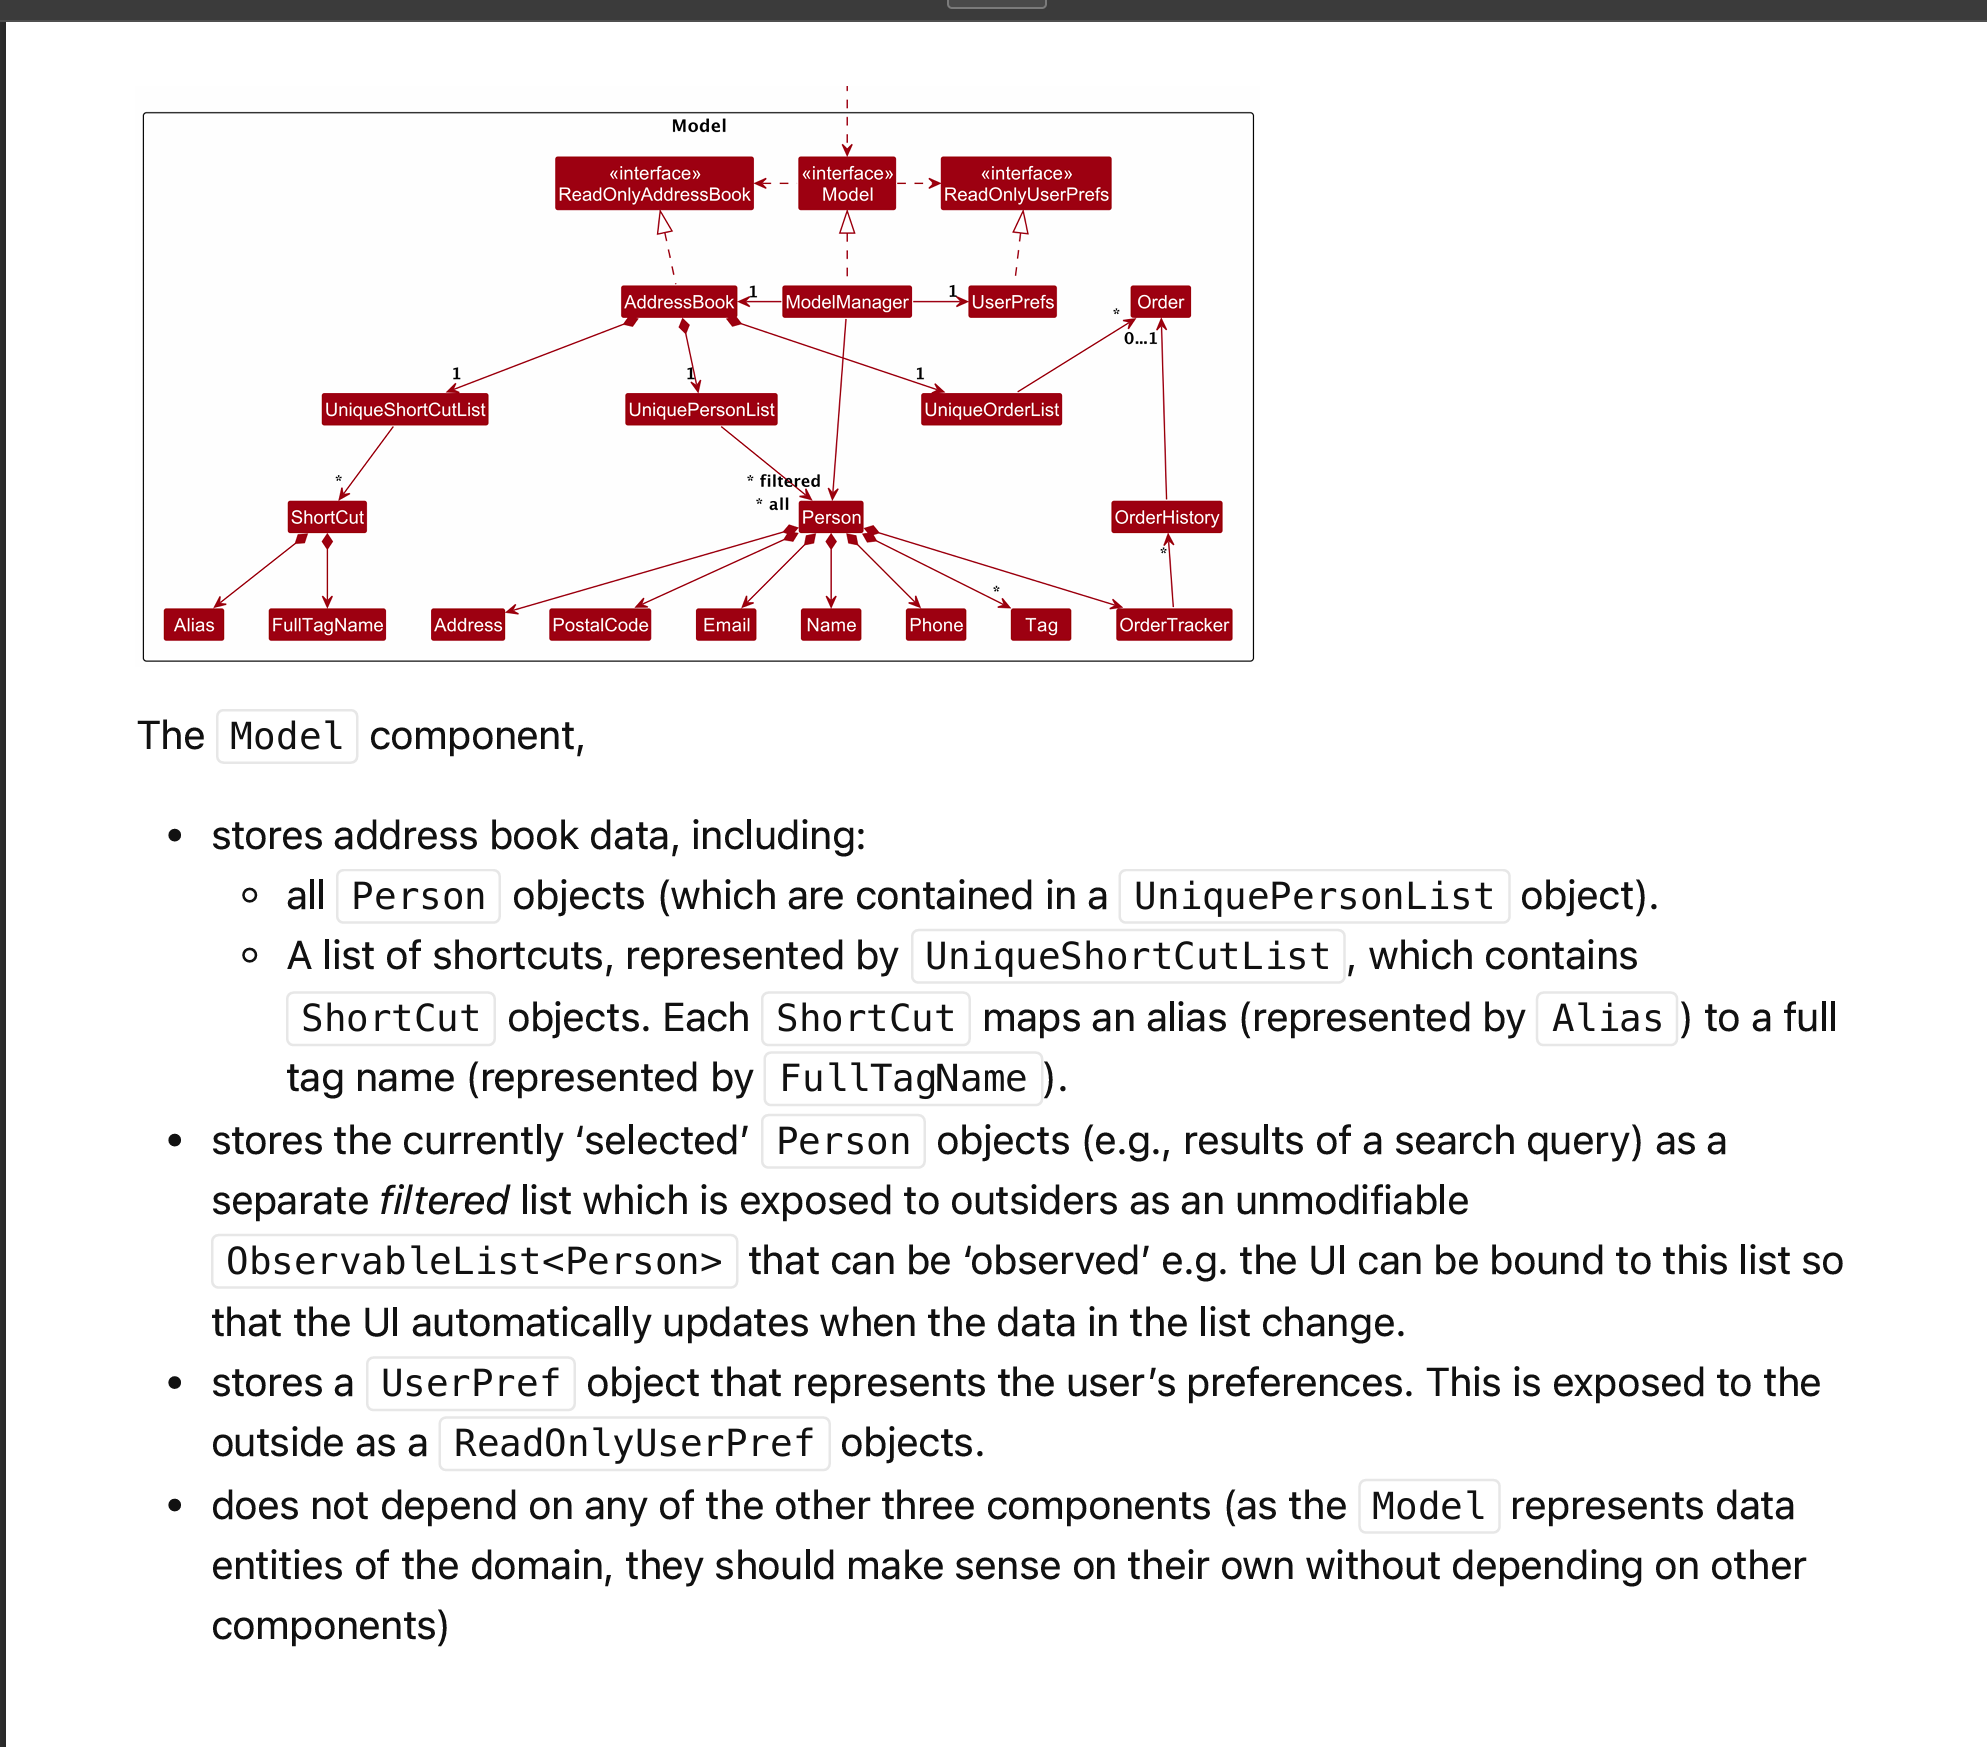 Model
«interface»
ReadOnlyAddressBook
«interface»
Model
«interface»
ReadOnlyUserPrefs
AddressBook
1
ModelManager
1
UserPrefs
Order
*
0...1
1
1
1
UniqueShortCutList
UniquePersonList
UniqueOrderList
*
* filtered
* all
ShortCut
Person
OrderHistory
*
*
Alias
FullTagName
Address
PostalCode
Email
Name
Phone
Tag
OrderTracker
The Model component,
• stores address book data, including:
◦ all Person objects (which are contained in a UniquePersonList object).
◦ A list of shortcuts, represented by UniqueShortCutList, which contains
ShortCut objects. Each ShortCut maps an alias (represented by Alias) to a full
tag name (represented by FullTagName).
• stores the currently ‘selected’ Person objects (e.g., results of a search query) as a
separate filtered list which is exposed to outsiders as an unmodifiable
ObservableList<Person> that can be ‘observed’ e.g. the UI can be bound to this list so
that the UI automatically updates when the data in the list change.
• stores a UserPref object that represents the user’s preferences. This is exposed to the
outside as a ReadOnlyUserPref objects.
• does not depend on any of the other three components (as the Model represents data
entities of the domain, they should make sense on their own without depending on other
components)